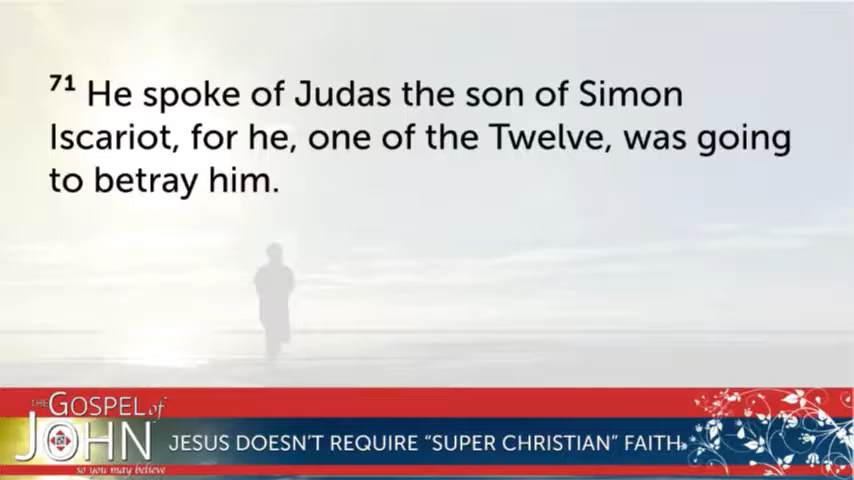 71 He spoke of Judas the son of Simon
Iscariot, for he, one of the Twelve, was going
to betray him.
THE GOSPEL of
JOHN
so you may believe
JESUS DOESN'T REQUIRE “SUPER CHRISTIAN” FAITH